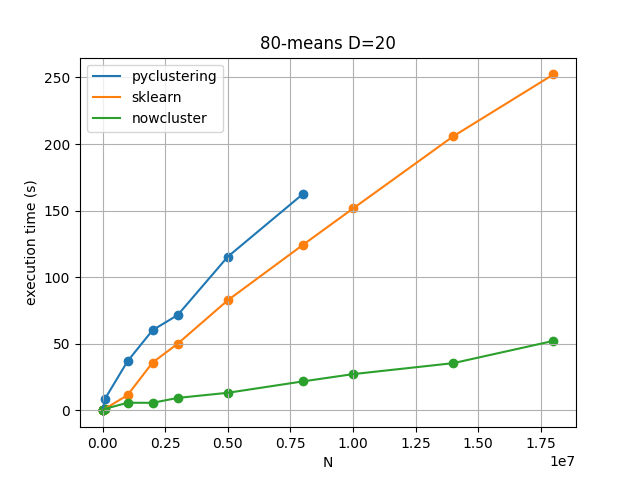 80-means D=20
pyclustering
sklearn
nowcluster
execution time (s)
250
200
150
100
50
0
0.00 0.25 0.50 0.75 1.00 1.25 1.50 1.75
1e7
N